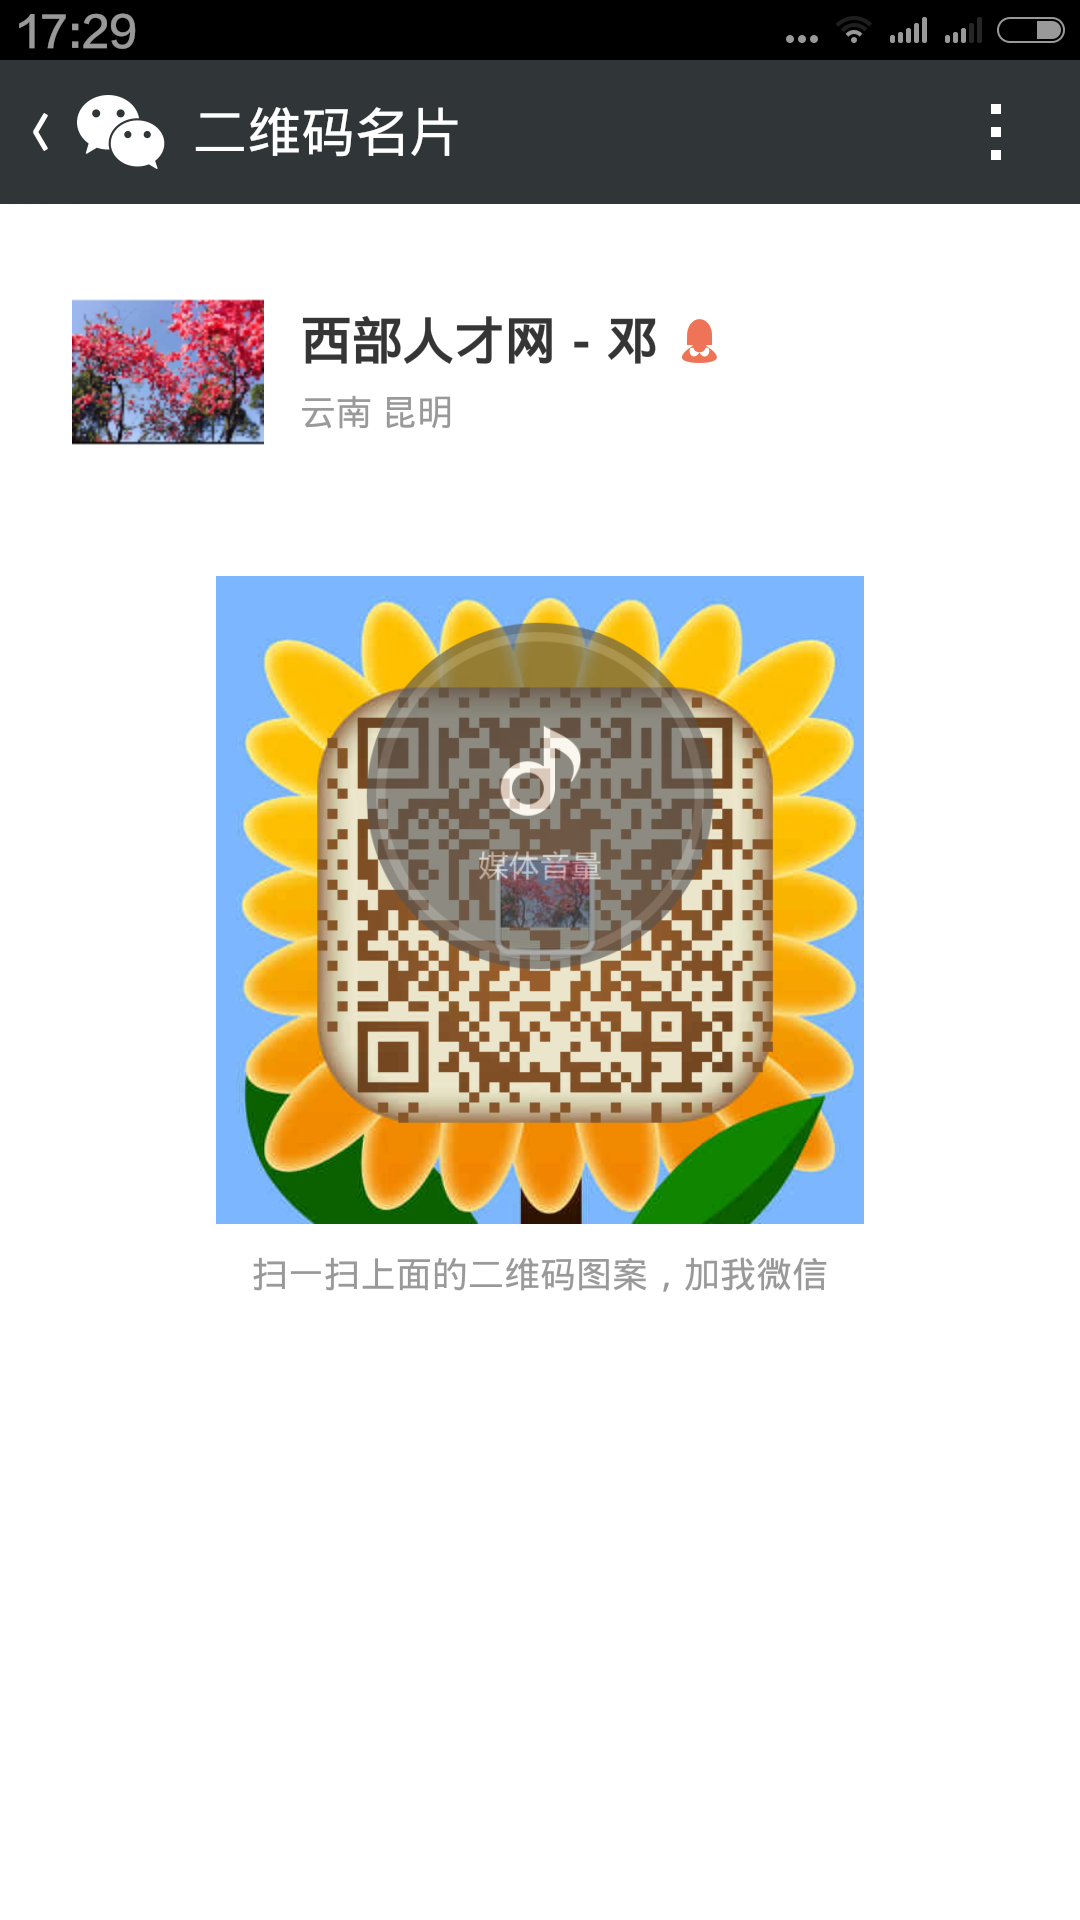 17:29
二维码名片
西部人才网 - 邓
云南 昆明
媒体音量
扫一扫上面的二维码图案，加我微信